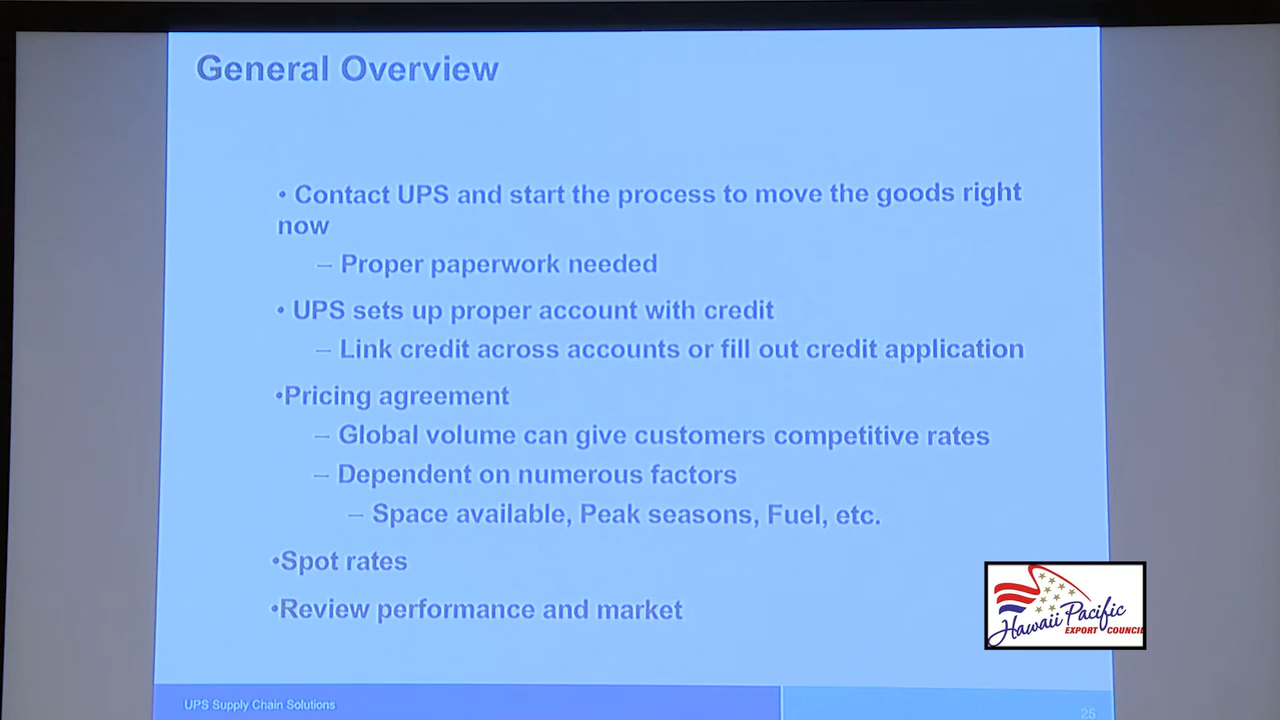 General Overview
• Contact UPS and start the process to move the goods right
now
– Proper paperwork needed
• UPS sets up proper account with credit
– Link credit across accounts or fill out credit application
•Pricing agreement
– Global volume can give customers competitive rates
– Dependent on numerous factors
– Space available, Peak seasons, Fuel, etc.
•Spot rates
•Review performance and market
Hawaii Pacific
EXPORT COUNCIL
UPS Supply Chain Solutions
25